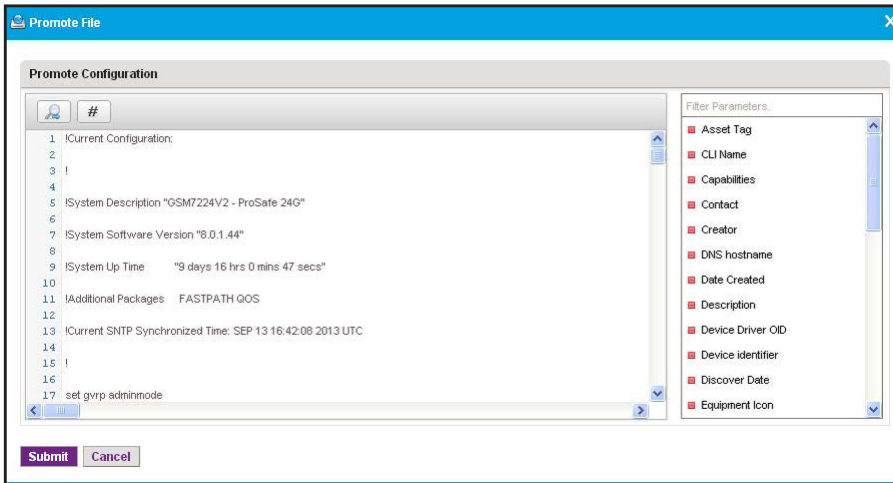 Promote File
X
Promote Configuration
#
1 !Current Configuration:
2
3 !
4
5 !System Description "GSM7224V2 - ProSafe 24G"
6
7 !System Software Version "8.0.1.44"
8
9 !System Up Time "9 days 16 hrs 0 mins 47 secs"
10
11 !Additional Packages FASTPATH QOS
12
13 !Current SNTP Synchronized Time: SEP 13 16:42:08 2013 UTC
14
15 !
16
17 set gvrp adminmode
Filter Parameters.
Asset Tag
CLI Name
Capabilities
Contact
Creator
DNS hostname
Date Created
Description
Device Driver OID
Device identifier
Discover Date
Equipment Icon
Submit
Cancel